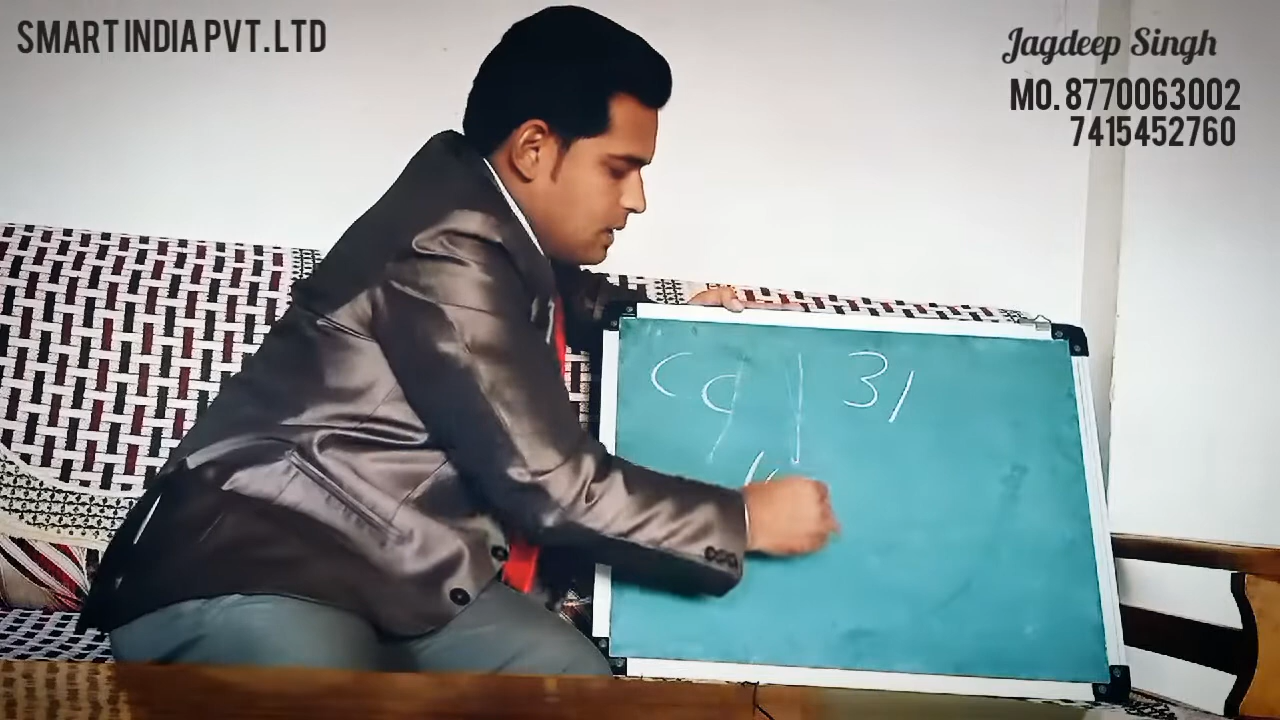 SMART INDIA PVT. LTD
Jagdeep Singh
MO. 8770063002
7415452760
31